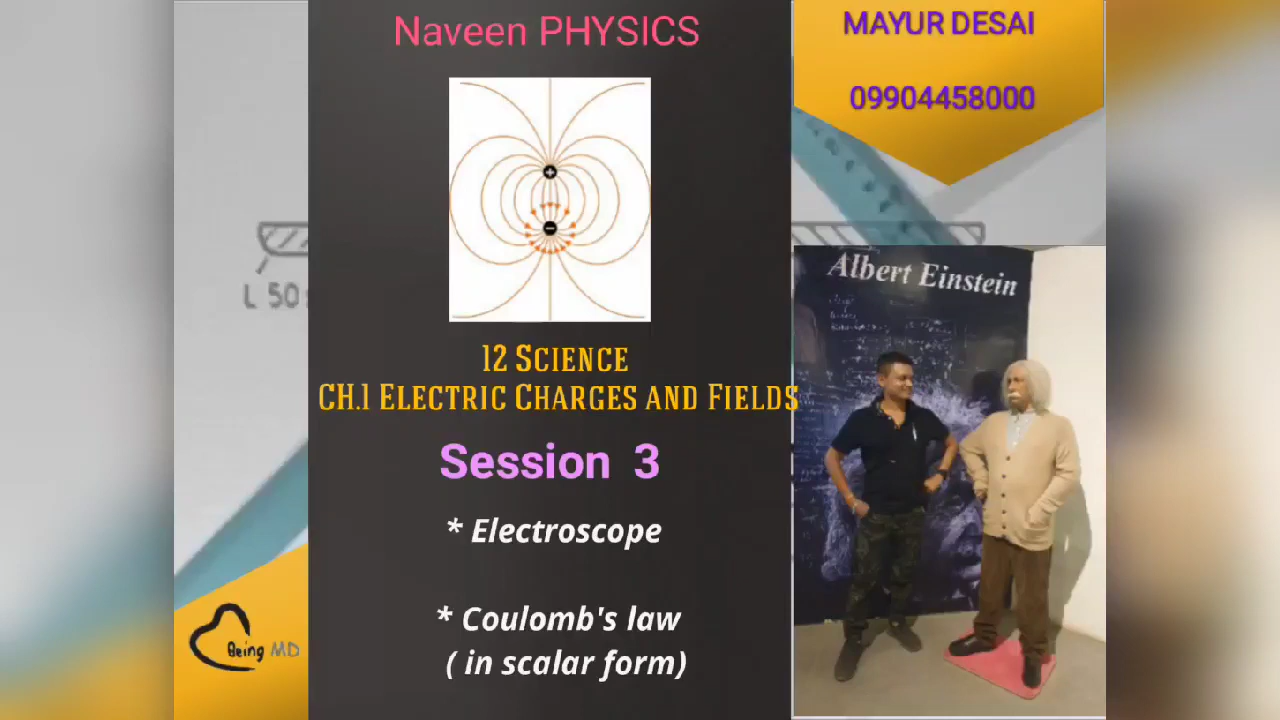 Naveen PHYSICS
MAYUR DESAI
09904458000
+
-
L 50
Albert Einstein
12 Science
CH.1 Electric Charges and Fields
Session 3
* Electroscope
* Coulomb's law
( in scalar form)
Being MD